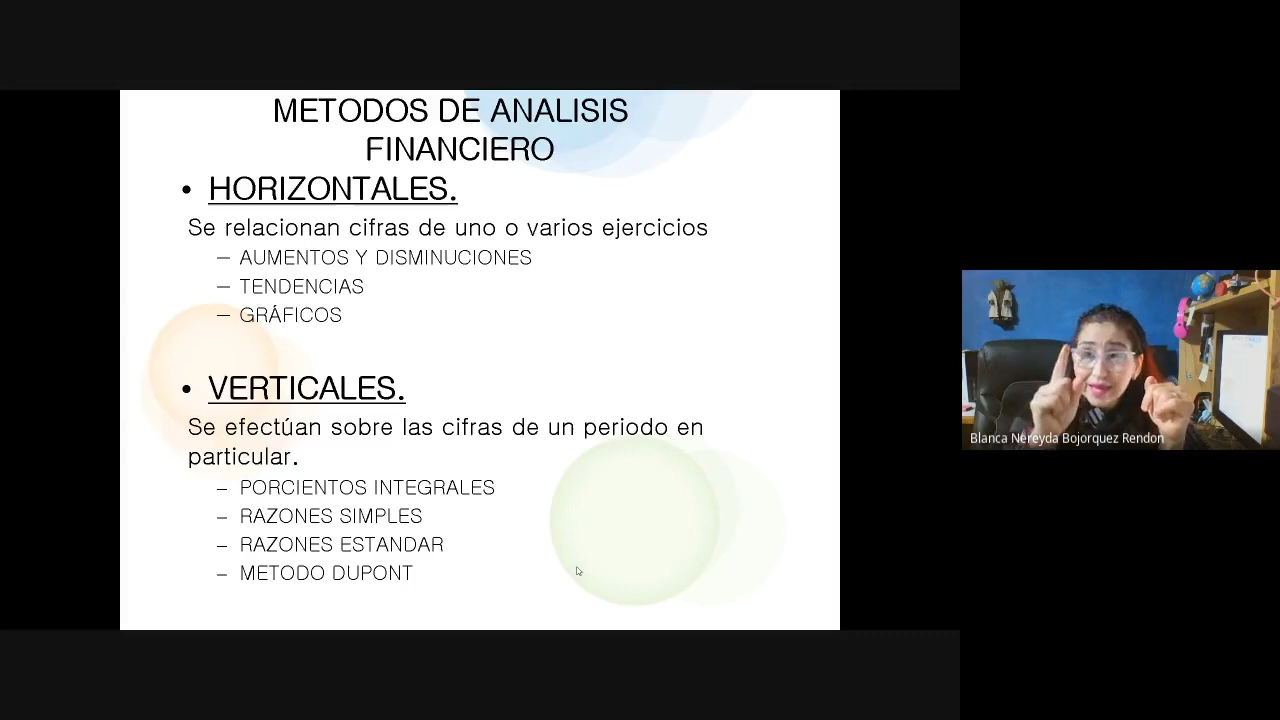 METODOS DE ANALISIS
FINANCIERO
• HORIZONTALES.
Se relacionan cifras de uno o varios ejercicios
– AUMENTOS Y DISMINUCIONES
– TENDENCIAS
– GRÁFICOS
• VERTICALES.
Se efectúan sobre las cifras de un periodo en
particular.
– PORCIENTOS INTEGRALES
– RAZONES SIMPLES
– RAZONES ESTANDAR
– METODO DUPONT
Blanca Nereyda Bojorquez Rendon